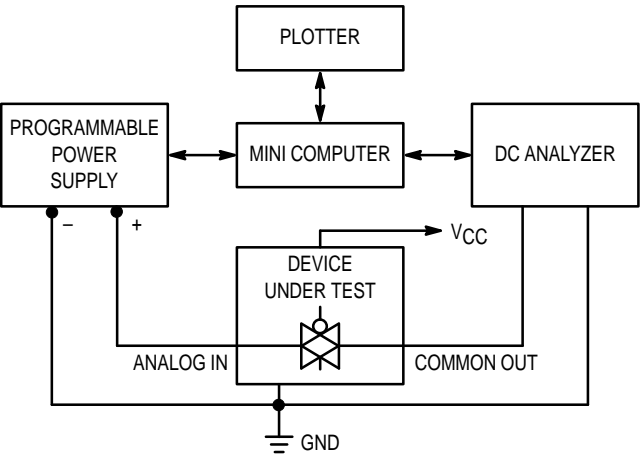 PLOTTER
PROGRAMMABLE
POWER
SUPPLY
MINI COMPUTER
DC ANALYZER
– +
VCC
DEVICE
UNDER TEST
ANALOG IN
COMMON OUT
GND